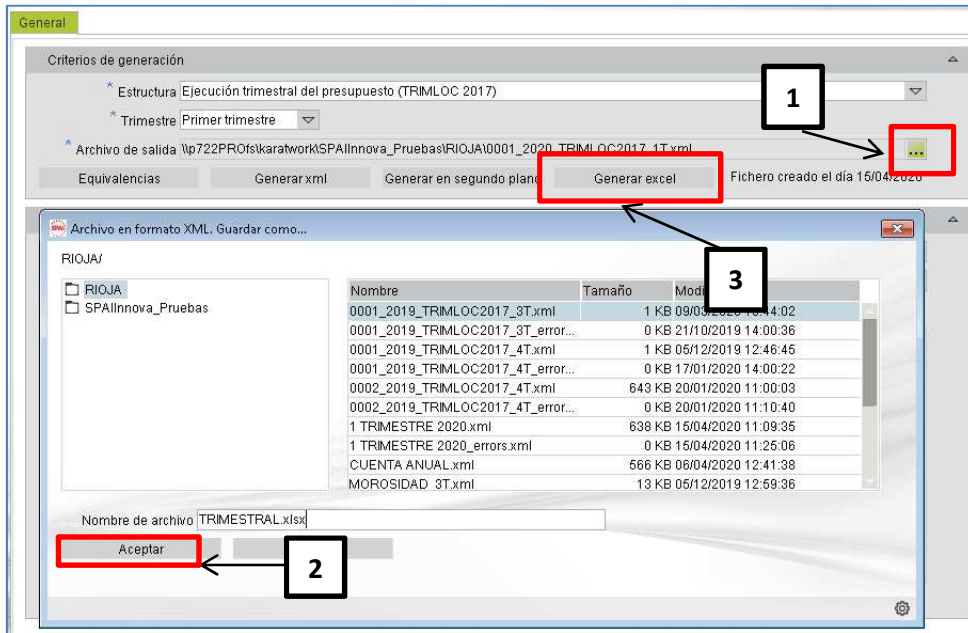 General
Criterios de generación
* Estructura Ejecución trimestral del presupuesto (TRIMLOC 2017)
1
* Trimestre Primer trimestre
* Archivo de salida \\p722PROfs\karatwork\SPAIInnova_Pruebas\RIOJA\0001_2020_TRIMLOC2017_1T.xml ...
Equivalencias Generar xml Generar en segundo plano Generar excel Fichero creado el día 15/04/2020
Archivo en formato XML. Guardar como...
RIOJA/
3
RIOJA
SPAIInnova_Pruebas
Nombre Tamaño
0001_2019_TRIMLOC2017_3T.xml 1 KB
0001_2019_TRIMLOC2017_3T_error... 0 KB 21/10/2019 14:00:36
0001_2019_TRIMLOC2017_4T.xml 1 KB 05/12/2019 12:46:45
0001_2019_TRIMLOC2017_4T_error... 0 KB 17/01/2020 14:00:22
0002_2019_TRIMLOC2017_4T.xml 643 KB 20/01/2020 11:00:03
0002_2019_TRIMLOC2017_4T_error... 0 KB 20/01/2020 11:10:40
1 TRIMESTRE 2020.xml 638 KB 15/04/2020 11:09:35
1 TRIMESTRE 2020_errors.xml 0 KB 15/04/2020 11:25:06
CUENTA ANUAL.xml 566 KB 06/04/2020 12:41:38
MOROSIDAD_3T.xml 13 KB 05/12/2019 12:59:36
Nombre de archivo TRIMESTRAL.xlsx
Aceptar
2